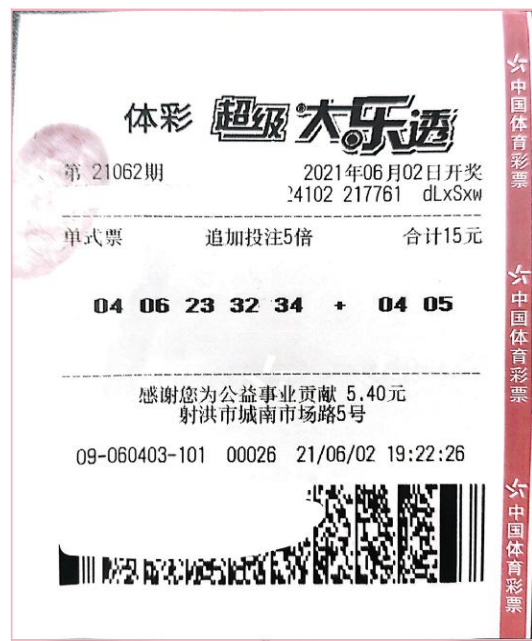 体彩 超级大乐透
第 21062期 2021年06月02日开奖
24102 217761 dLxSxw
单式票 追加投注5倍 合计15元
04 06 23 32 34 + 04 05
感谢您为公益事业贡献 5.40元
射洪市城南市场路5号
09-060403-101 00026 21/06/02 19:22:26
中国体育彩票
中国体育彩票
中国体育彩票